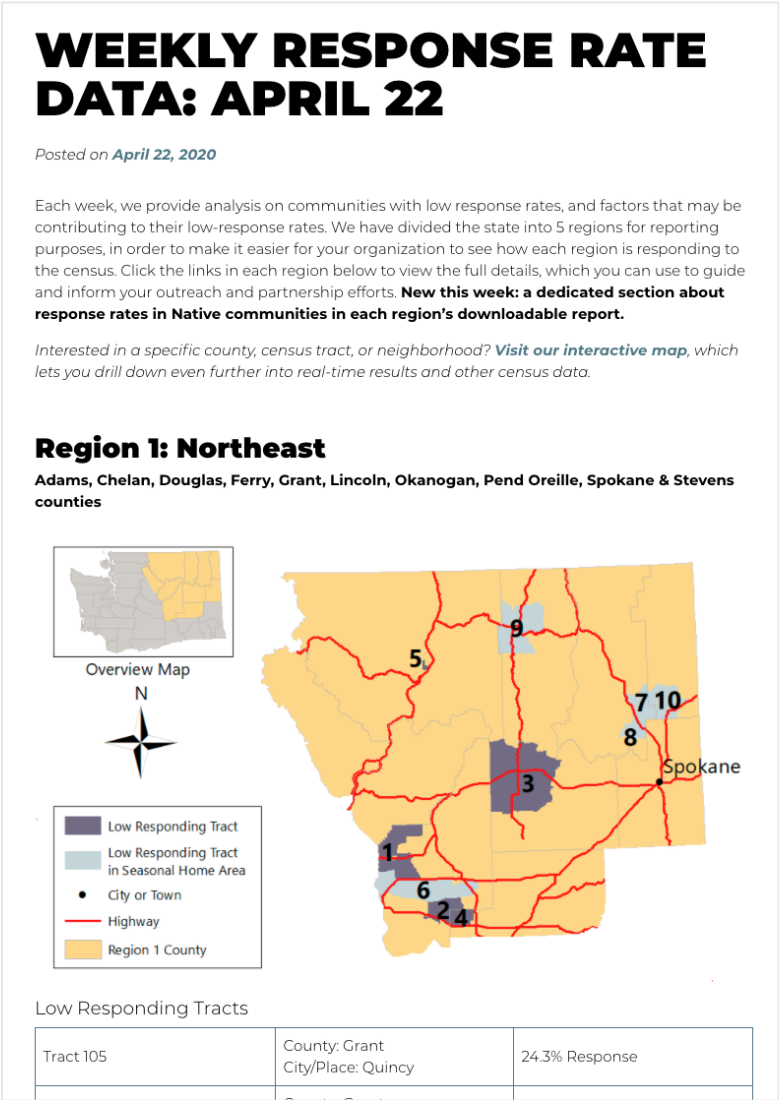 WEEKLY RESPONSE RATE
DATA: APRIL 22
Posted on April 22, 2020
Each week, we provide analysis on communities with low response rates, and factors that may be
contributing to their low-response rates. We have divided the state into 5 regions for reporting
purposes, in order to make it easier for your organization to see how each region is responding to
the census. Click the links in each region below to view the full details, which you can use to guide
and inform your outreach and partnership efforts. New this week: a dedicated section about
response rates in Native communities in each region's downloadable report.
Interested in a specific county, census tract, or neighborhood? Visit our interactive map, which
lets you drill down even further into real-time results and other census data.
Region 1: Northeast
Adams, Chelan, Douglas, Ferry, Grant, Lincoln, Okanogan, Pend Oreille, Spokane & Stevens
counties
Overview Map
N
9
5
7 10
8
Spokane
3
1
6
2 4
Low Responding Tract
Low Responding Tract
in Seasonal Home Area
City or Town
Highway
Region 1 County
Low Responding Tracts
Tract 105
County: Grant
City/Place: Quincy
24.3% Response